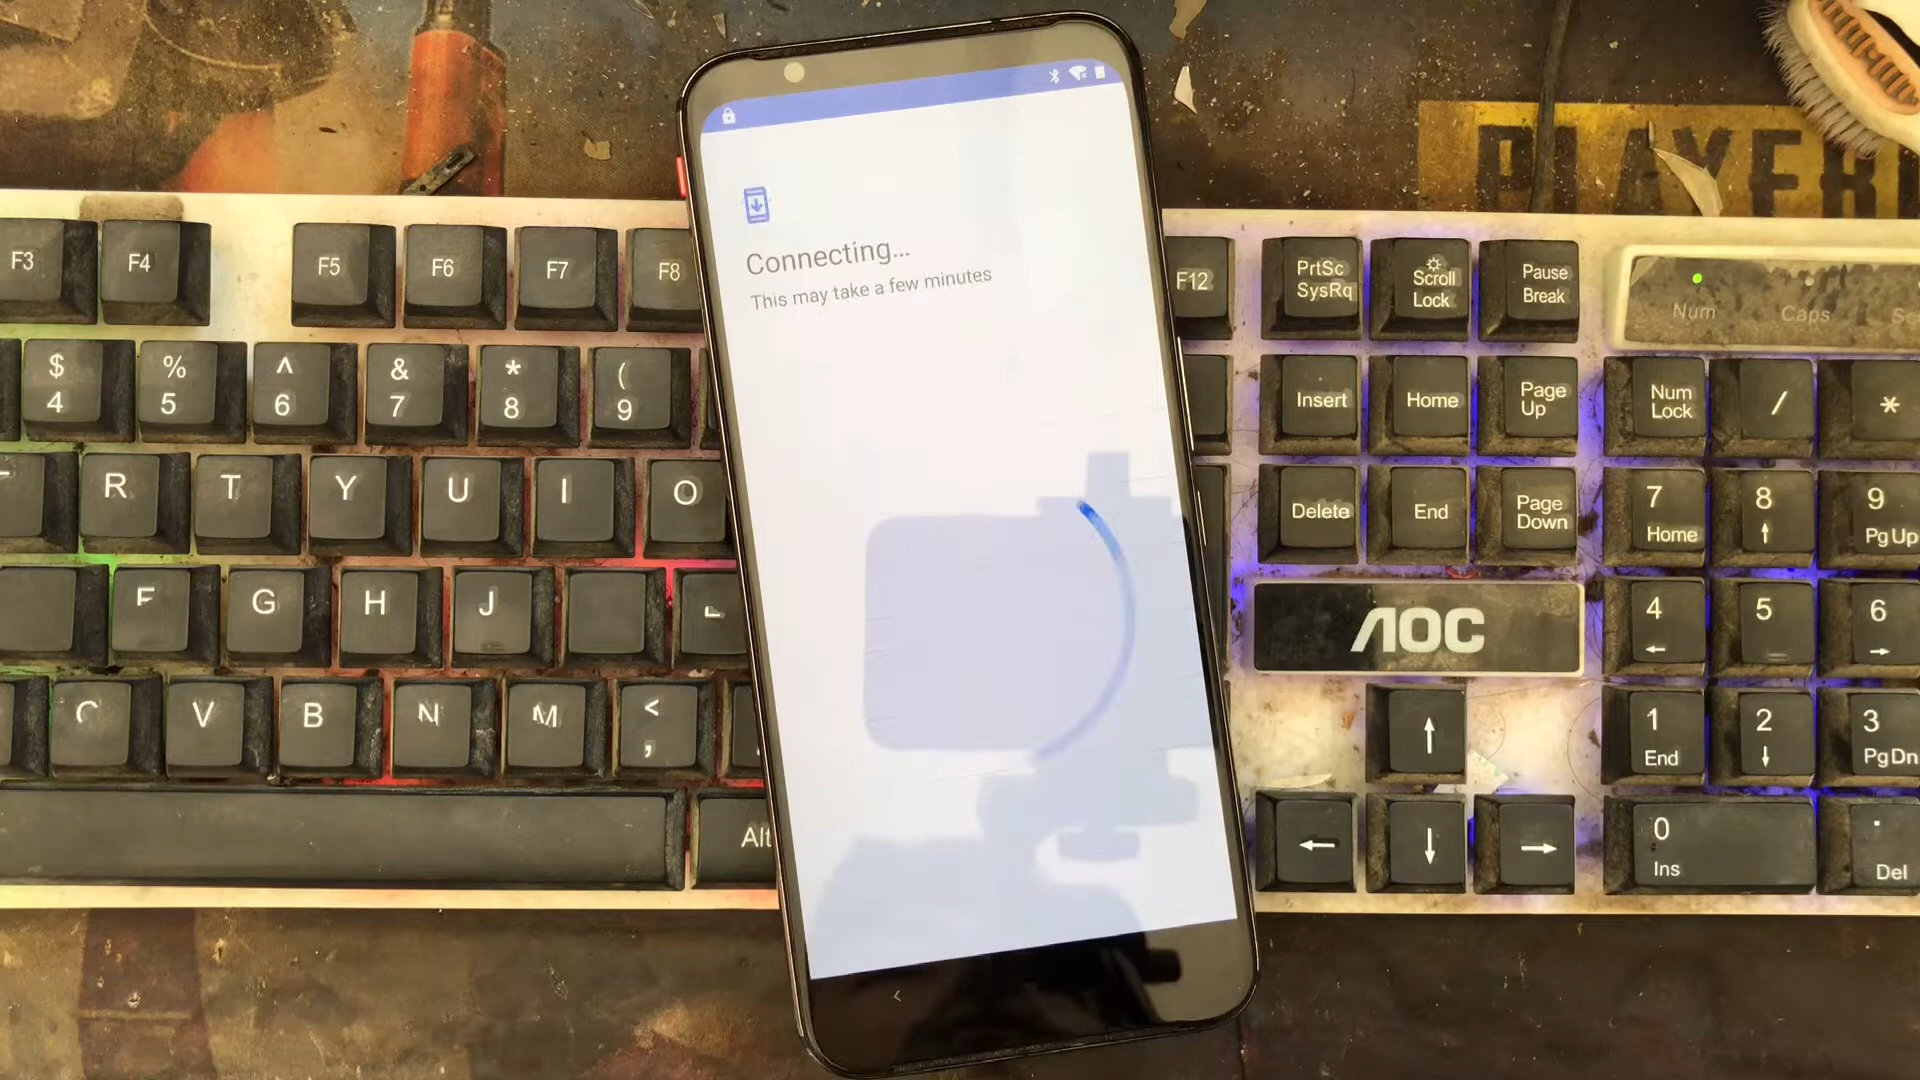 PLAYER
Connecting...
This may take a few minutes
F3
F4
F5
F6
F7
F8
F12
PrtSc
SysRq
Scroll
Lock
Pause
Break
Num
Caps
$
4
%
5
^
6
&
7
*
8
(
9
Insert
Home
Page
Up
Num
Lock
/
*
R
T
Y
U
I
O
Delete
End
Page
Down
7
Home
8
↑
9
PgUp
F
G
H
J
AOC
4
←
5
6
→
C
V
B
N
M
<
,
↑
1
End
2
↓
3
PgDn
Alt
←
↓
→
0
Ins
.
Del